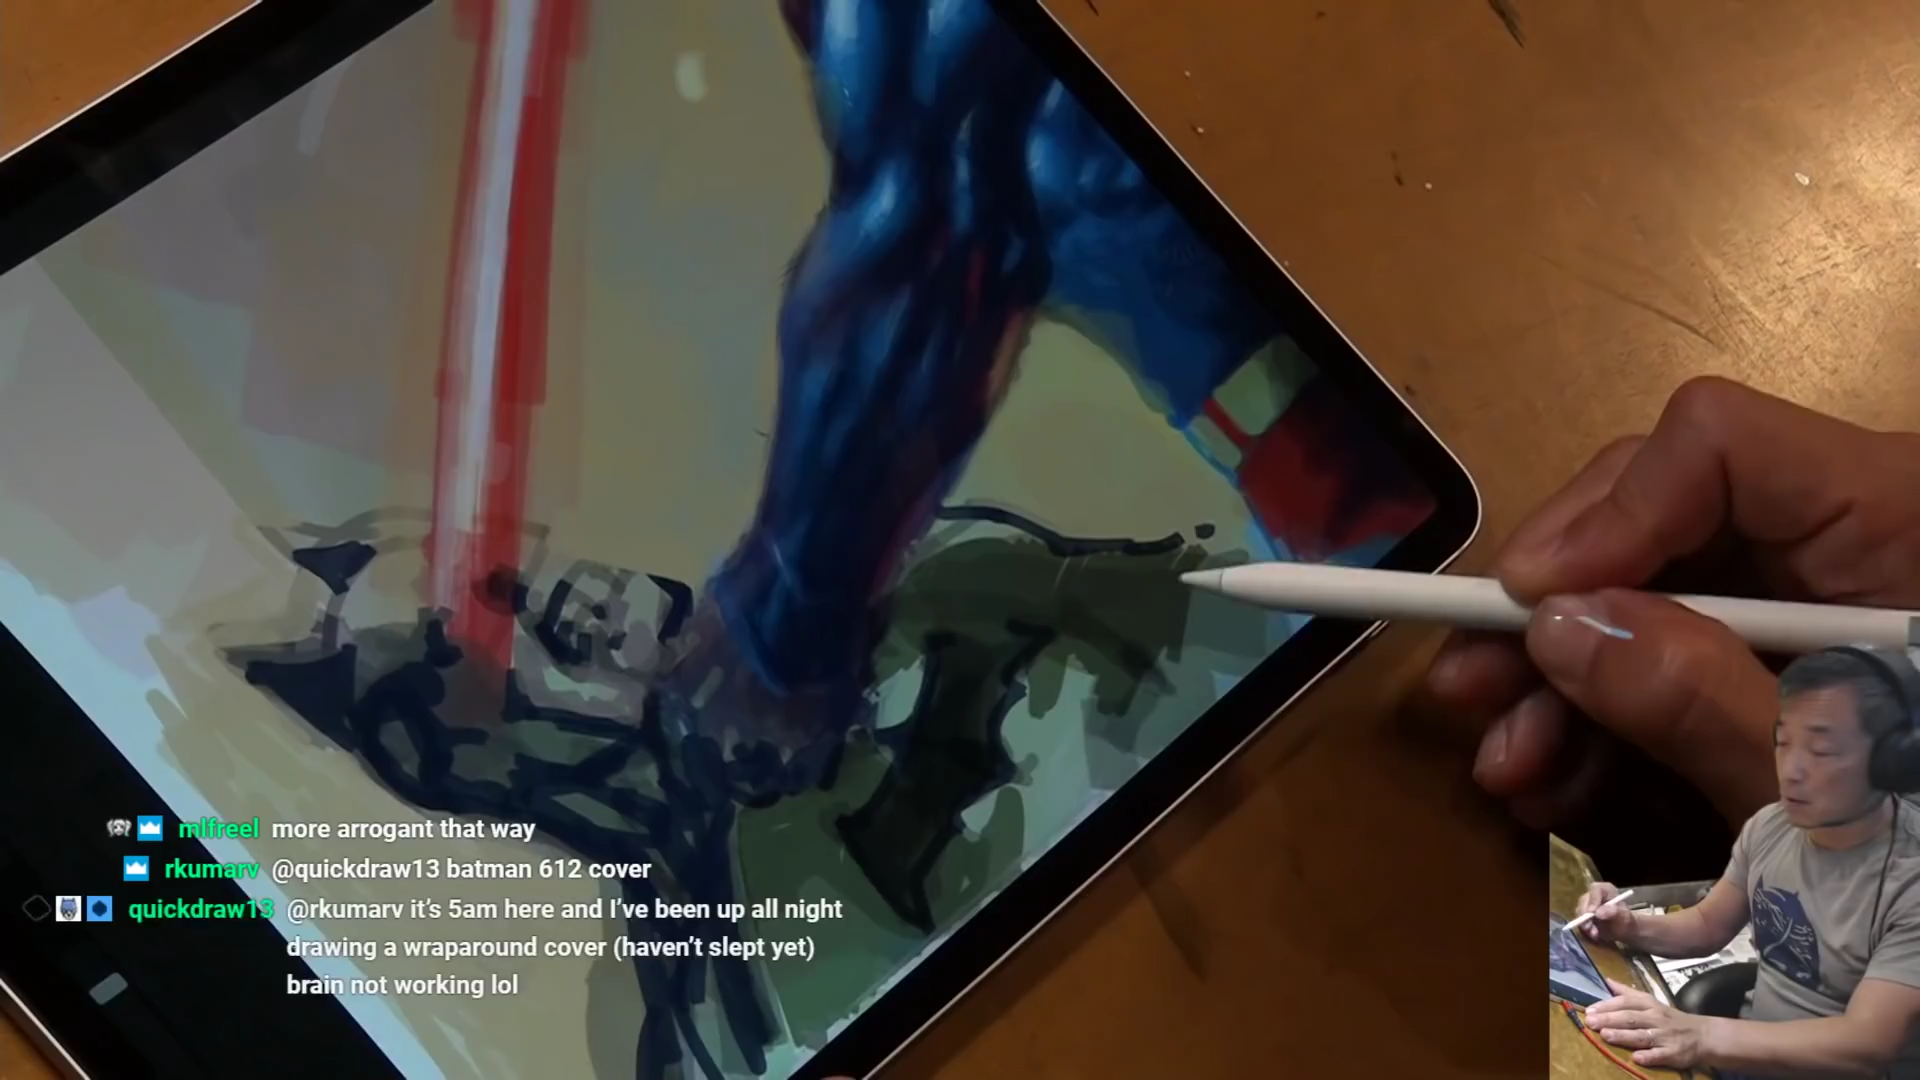 mlfreel more arrogant that way
rkumarv @quickdraw13 batman 612 cover
quickdraw13 @rkumarv it's 5am here and I've been up all night
drawing a wraparound cover (haven't slept yet)
brain not working lol